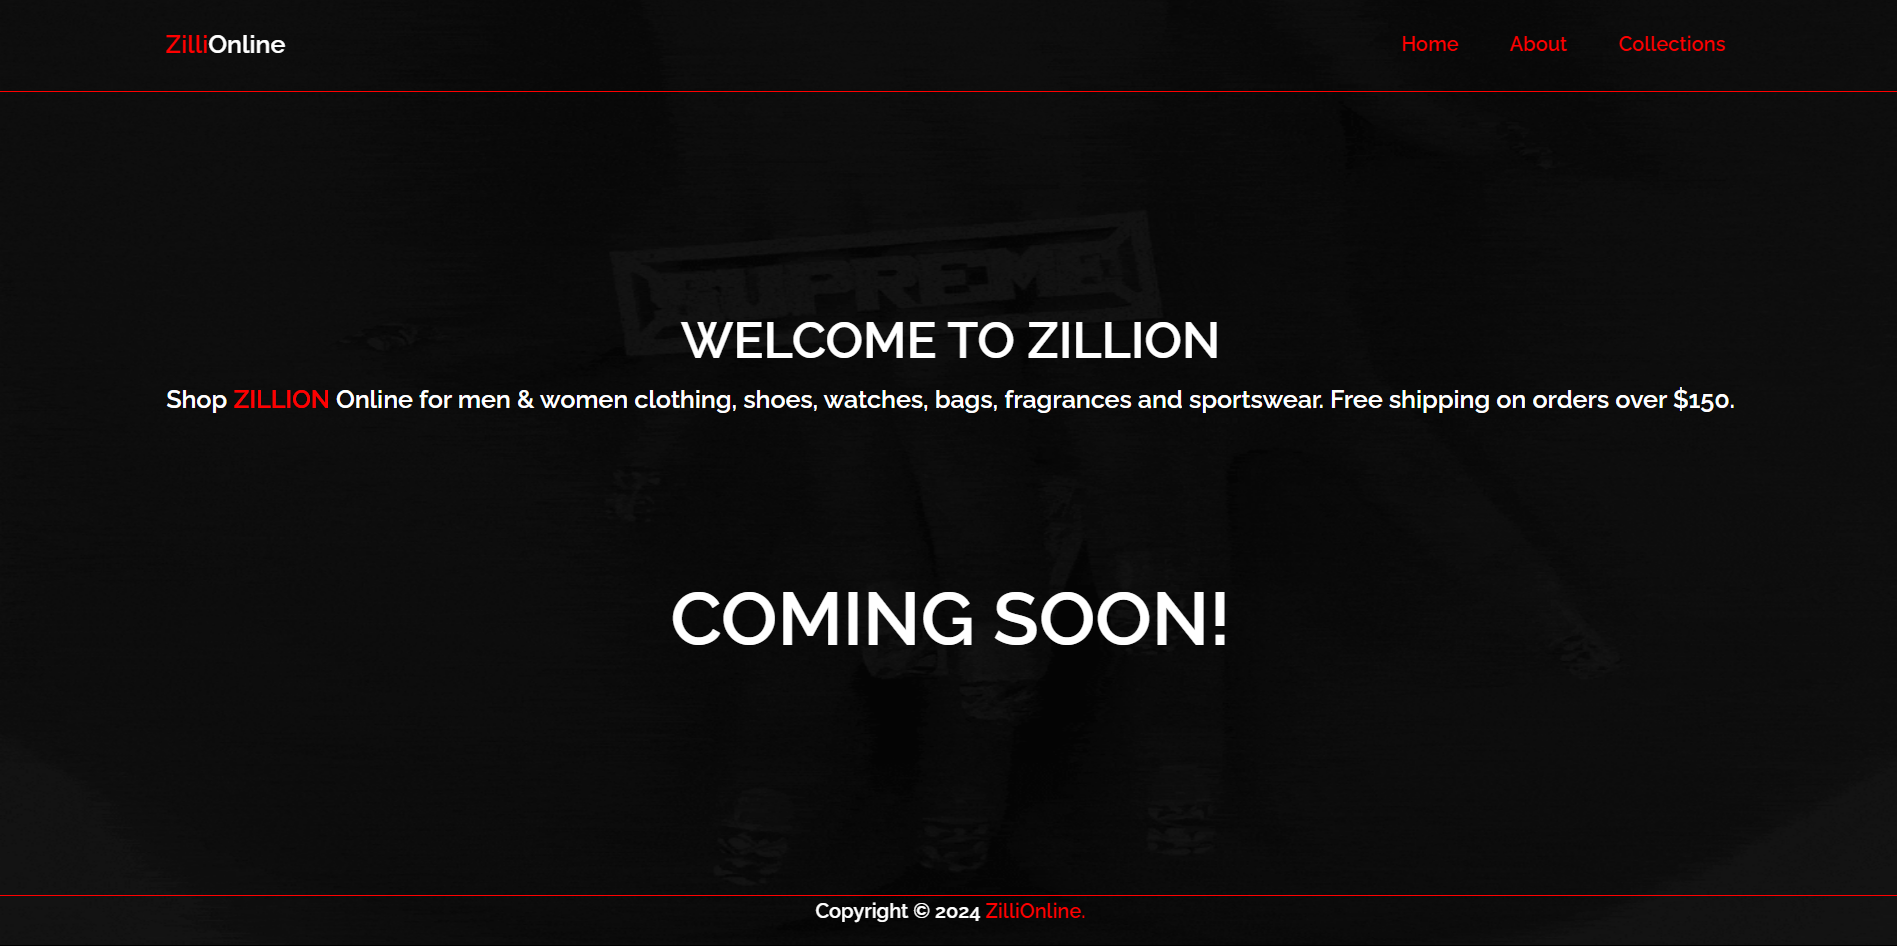 ZilliOnline
Home
About
Collections
SUPREME
WELCOME TO ZILLION
Shop ZILLION Online for men & women clothing, shoes, watches, bags, fragrances and sportswear. Free shipping on orders over $150.
COMING SOON!
Copyright © 2024 ZilliOnline.